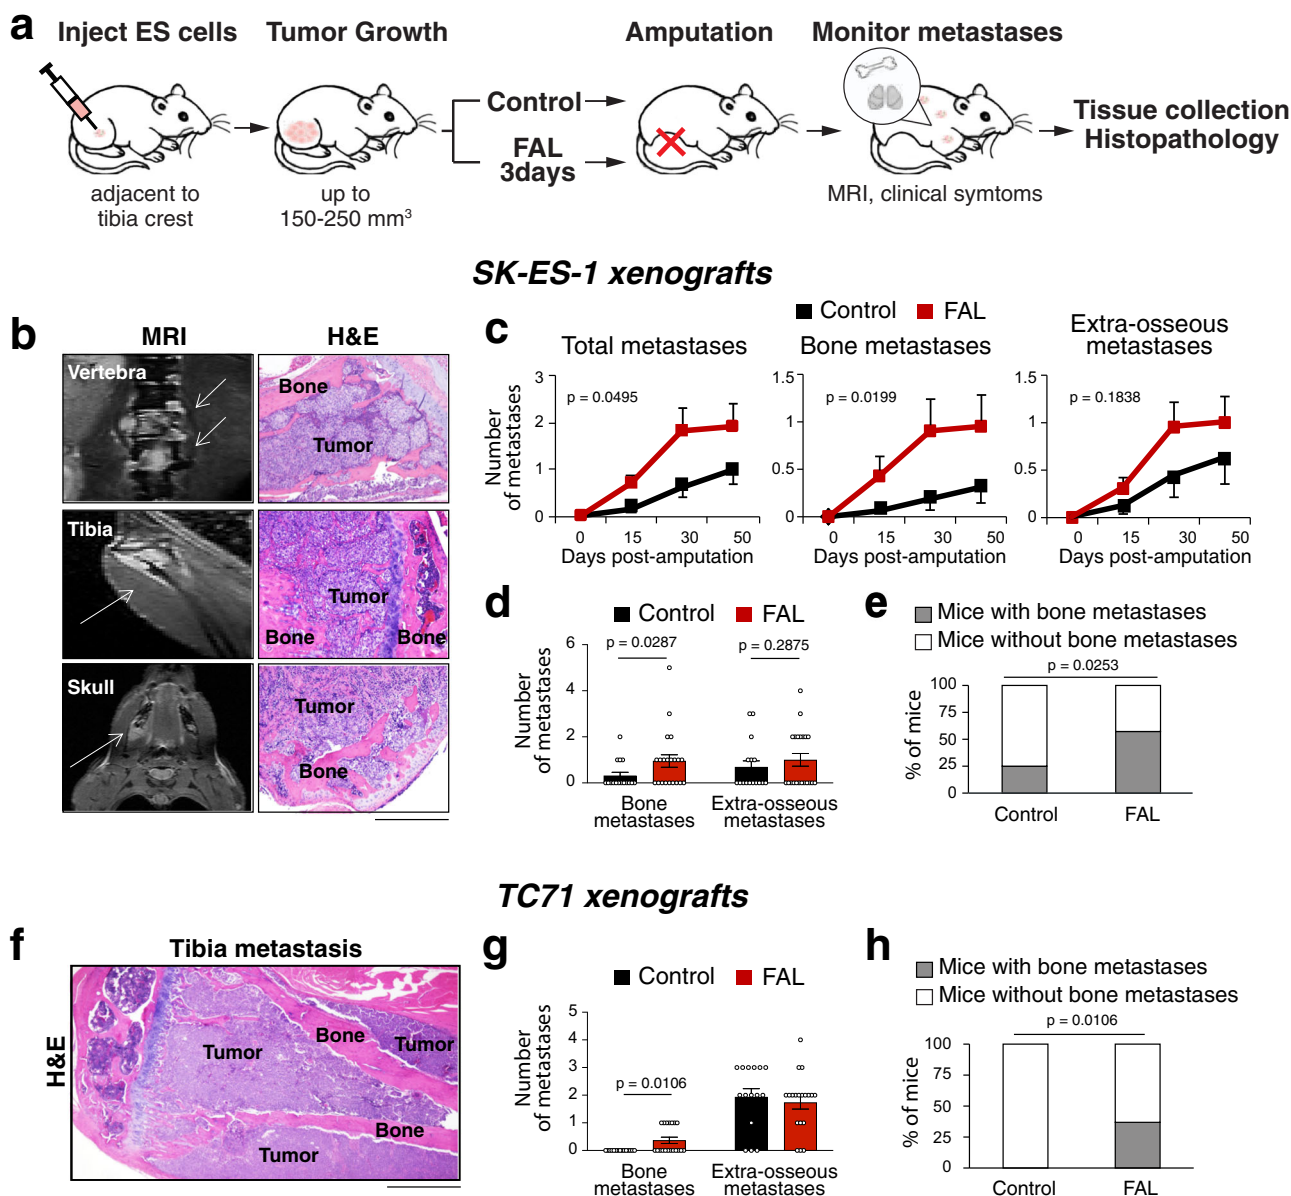 a
Inject ES cells
Tumor Growth
Amputation
Monitor metastases
Control
FAL
3days
Tissue collection
Histopathology
adjacent to
tibia crest
up to
150-250 mm³
MRI, clinical symtoms
SK-ES-1 xenografts
b
MRI
H&E
Vertebra
Bone
Tumor
Tibia
Tumor
Bone
Bone
Skull
Tumor
Bone
c
Control
FAL
Total metastases
Bone metastases
Extra-osseous
metastases
Number
of metastases
3
2
1
0
p = 0.0495
0
15
30
50
Days post-amputation
1.5
1
0.5
0
p = 0.0199
0
15
30
50
Days post-amputation
1.5
1
0.5
0
p = 0.1838
0
15
30
50
Days post-amputation
d
Control
FAL
Number
of metastases
6
4
2
0
p = 0.0287
p = 0.2875
Bone
metastases
Extra-osseous
metastases
e
Mice with bone metastases
Mice without bone metastases
p = 0.0253
% of mice
100
75
50
25
0
Control
FAL
TC71 xenografts
f
Tibia metastasis
H&E
Tumor
Bone
Tumor
Bone
Tumor
g
Control
FAL
Number
of metastases
5
4
3
2
1
0
p = 0.0106
Bone
metastases
Extra-osseous
metastases
h
Mice with bone metastases
Mice without bone metastases
p = 0.0106
% of mice
100
50
25
0
Control
FAL